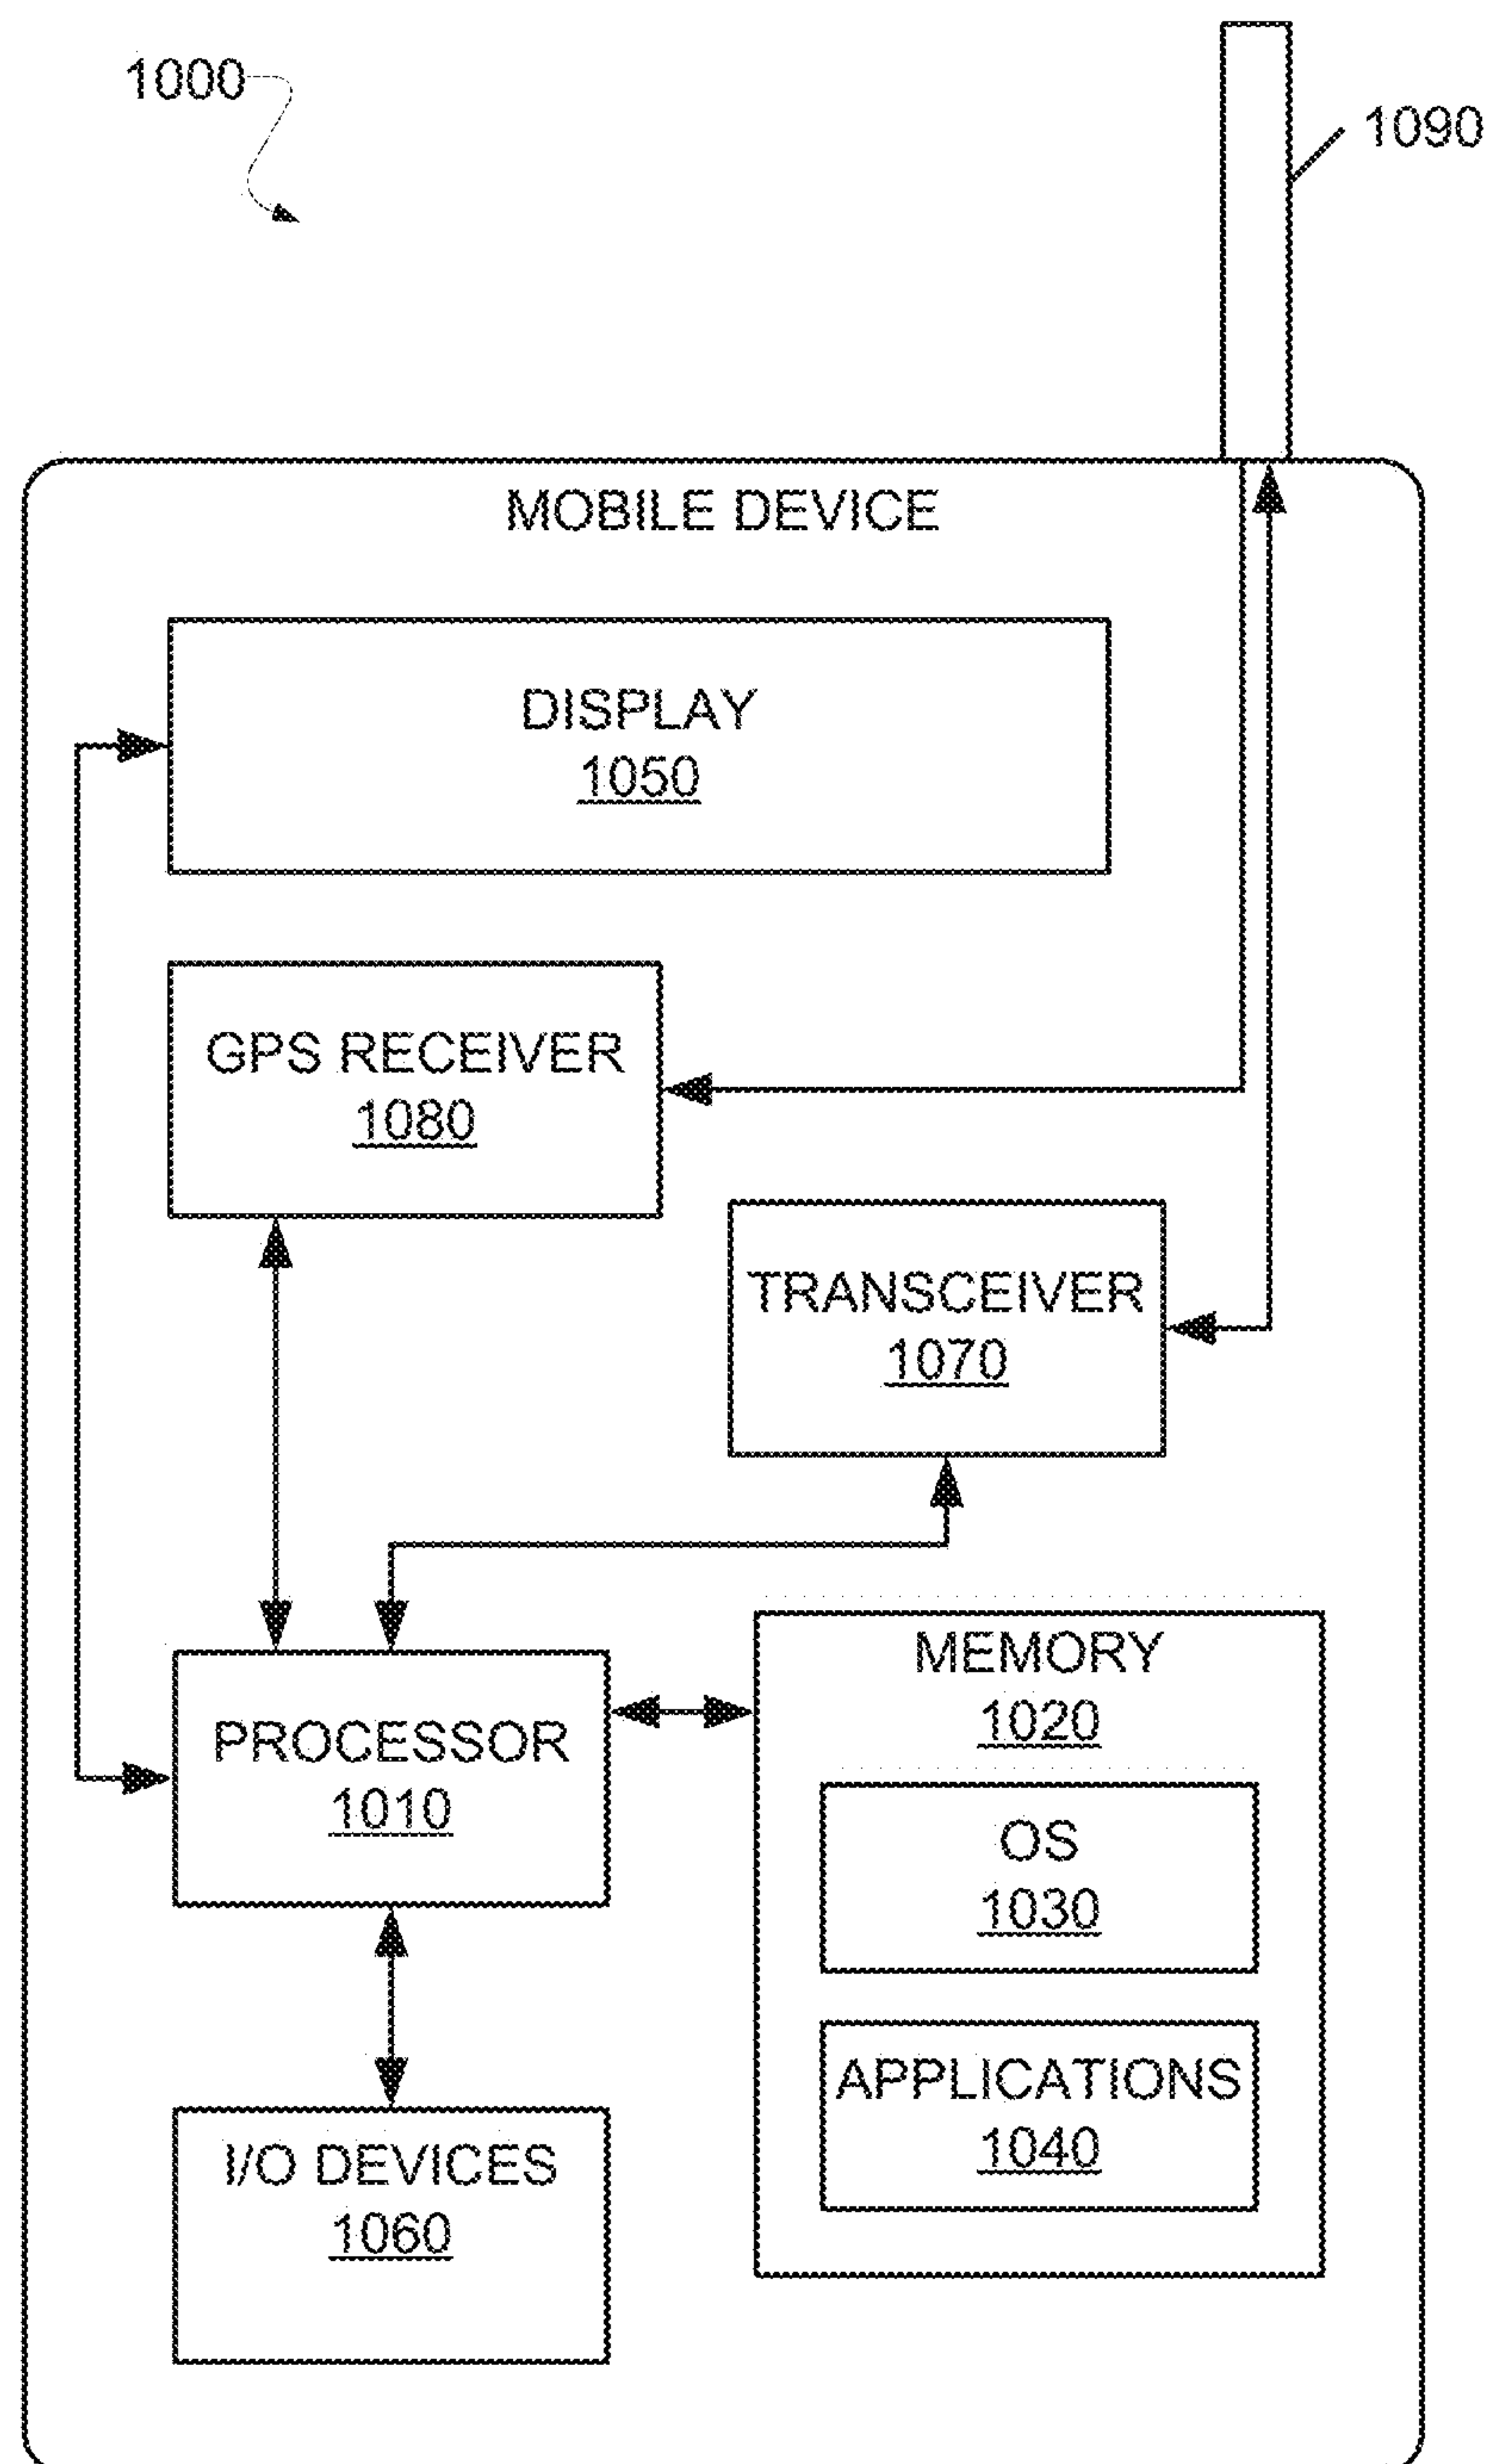 1000
1090
MOBILE DEVICE
DISPLAY
1050
GPS RECEIVER
1080
TRANSCEIVER
1070
PROCESSOR
1010
MEMORY
1020
OS
1030
APPLICATIONS
1040
I/O DEVICES
1060